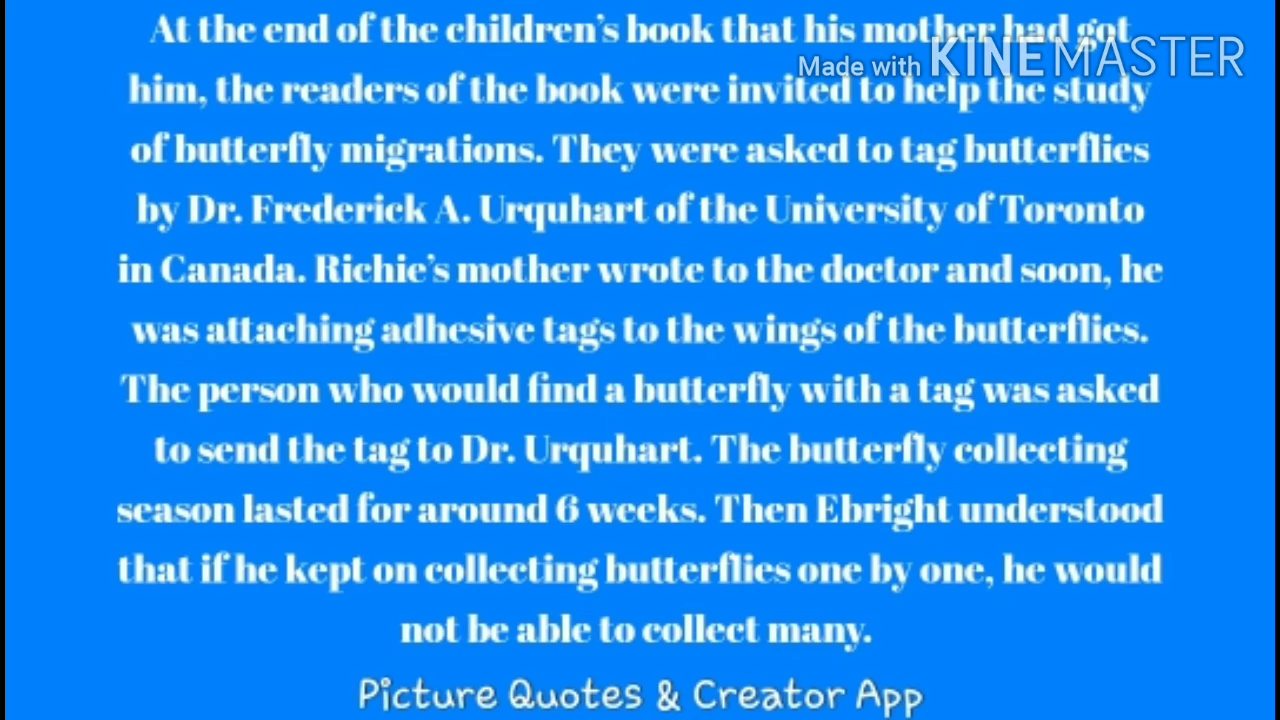 At the end of the children's book that his mother had got
Made with KINEMASTER
him, the readers of the book were invited to help the study
of butterfly migrations. They were asked to tag butterflies
by Dr. Frederick A. Urquhart of the University of Toronto
in Canada. Richie's mother wrote to the doctor and soon, he
was attaching adhesive tags to the wings of the butterflies.
The person who would find a butterfly with a tag was asked
to send the tag to Dr. Urquhart. The butterfly collecting
season lasted for around 6 weeks. Then Ebright understood
that if he kept on collecting butterflies one by one, he would
not be able to collect many.
Picture Quotes & Creator App